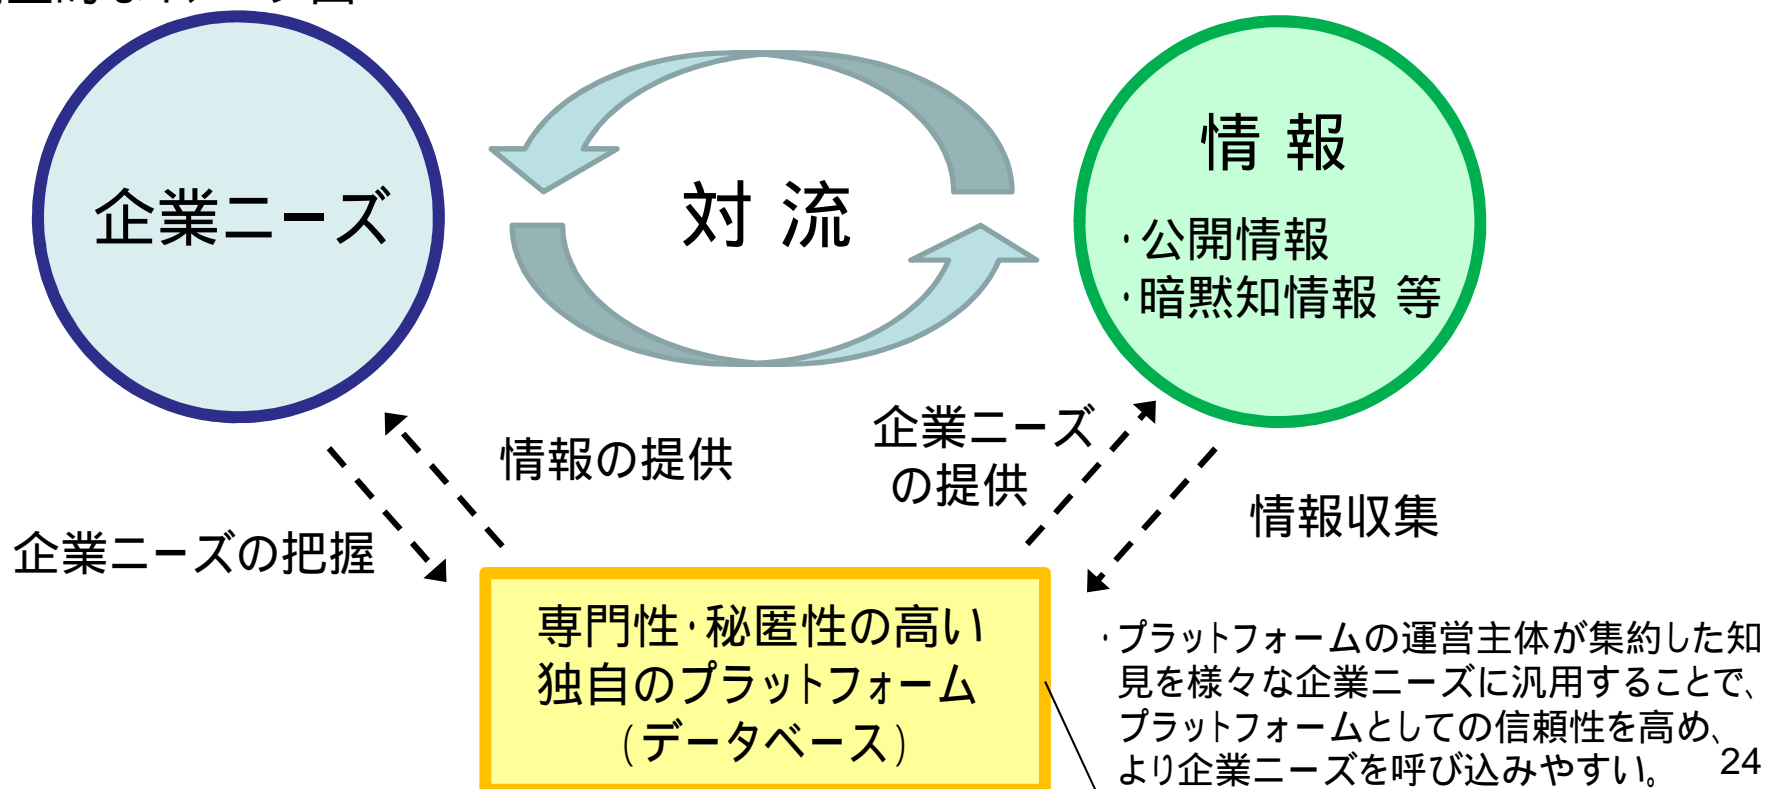 企業ニーズ
対 流
情 報
・公開情報
・暗黙知情報 等
情報の提供
企業ニーズ
の提供
企業ニーズの把握
情報収集
専門性・秘匿性の高い
独自のプラットフォーム
(データベース)
・プラットフォームの運営主体が集約した知
見を様々な企業ニーズに汎用することで、
プラットフォームとしての信頼性を高め、
より企業ニーズを呼び込みやすい。
24